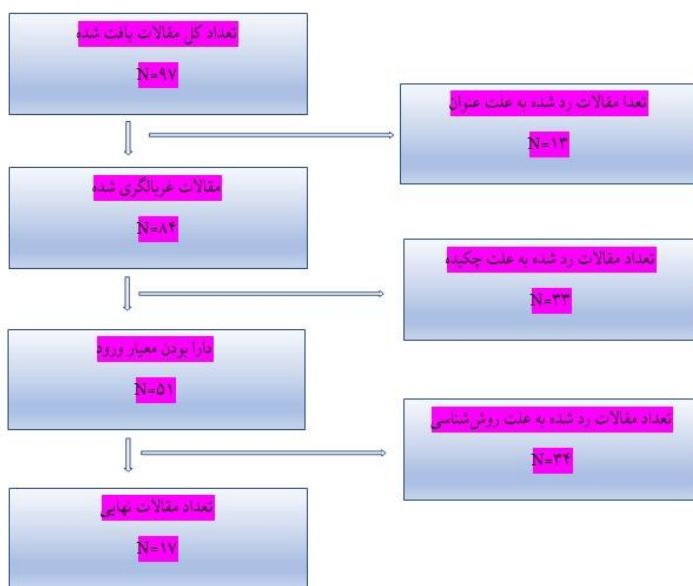 تعداد کل مقالات یافت شده
N=۹۷
تعدا مقالات رد شده به علت عنوان
N=۱۳
مقالات غربالگری شده
N=۸۴
تعداد مقالات رد شده به علت چکیده
N=۳۳
دارا بودن معیار ورود
N=۵۱
تعداد مقالات رد شده به علت روش‌شناسی
N=۳۴
تعداد مقالات نهایی
N=۱۷